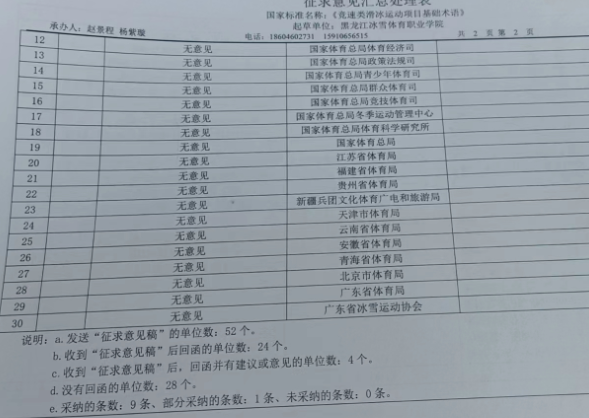 征求意见汇总处理表
国家标准名称：《竞速类滑冰运动项目基础术语》
承办人：赵景程 杨紫璇 起草单位：黑龙江冰雪体育职业学院
电话：18604602731 15910656515 共 2 页 第 2 页
12 无意见 国家体育总局体育经济司
13 无意见 国家体育总局政策法规司
14 无意见 国家体育总局青少年体育司
15 无意见 国家体育总局群众体育司
16 无意见 国家体育总局竞技体育司
17 无意见 国家体育总局冬季运动管理中心
18 无意见 国家体育总局体育科学研究所
19 无意见 国家体育总局
20 无意见 江苏省体育局
21 无意见 福建省体育局
22 无意见 贵州省体育局
23 无意见 新疆兵团文化体育广电和旅游局
24 无意见 天津市体育局
25 无意见 云南省体育局
26 无意见 安徽省体育局
27 无意见 青海省体育局
28 无意见 北京市体育局
29 无意见 广东省体育局
30 无意见 广东省冰雪运动协会
说明：a.发送“征求意见稿”的单位数：52 个。
b.收到“征求意见稿”后回函的单位数：24 个。
c.收到“征求意见稿”后，回函并有建议或意见的单位数：4 个。
d.没有回函的单位数：28 个。
e.采纳的条数：9 条、部分采纳的条数：1 条、未采纳的条数：0 条。